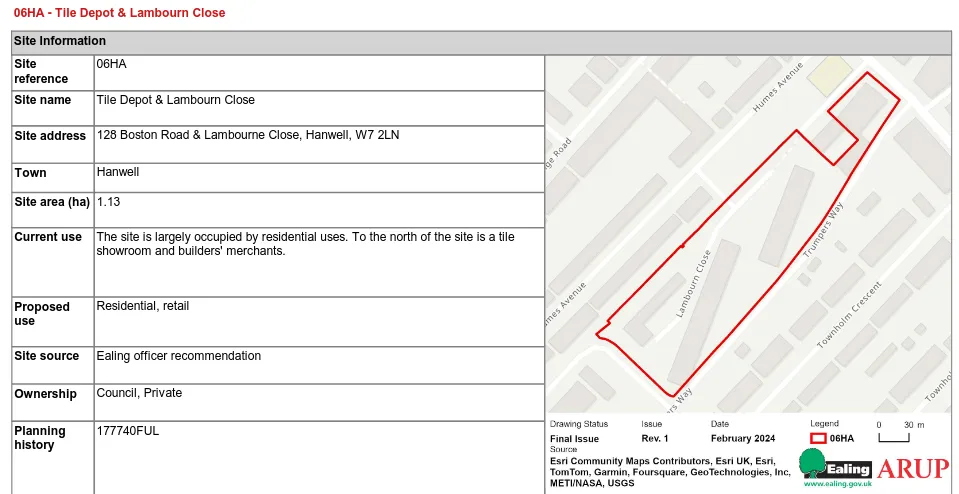 06HA - Tile Depot & Lambourn Close
Site Information
Site reference
06HA
Site name
Tile Depot & Lambourn Close
Site address
128 Boston Road & Lambourne Close, Hanwell, W7 2LN
Town
Hanwell
Site area (ha)
1.13
Current use
The site is largely occupied by residential uses. To the north of the site is a tile
showroom and builders' merchants.
Proposed
use
Residential, retail
Site source
Ealing officer recommendation
Ownership
Council, Private
Planning
history
177740FUL
Humes Avenue
ge Road
Trumpers Way
Lambourn Close
mes Avenue
Townholm Crescent
Townholm
ers Way
Drawing Status
Issue
Date
Legend
0 30 m
Final Issue
Rev. 1
February 2024
06HA
Source
Esri Community Maps Contributors, Esri UK, Esri,
TomTom, Garmin, Foursquare, GeoTechnologies, Inc,
METI/NASA, USGS
Ealing
www.ealing.gov.uk
ARUP